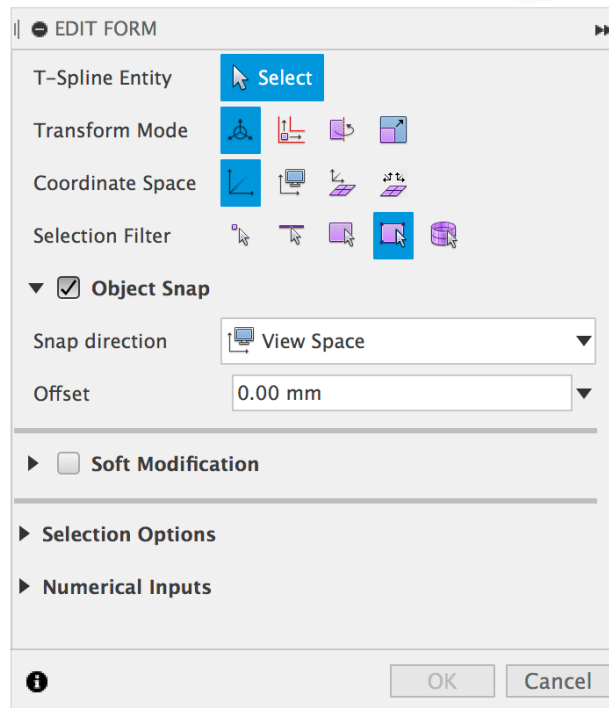 EDIT FORM
T-Spline Entity Select
Transform Mode
Coordinate Space
Selection Filter
Object Snap
Snap direction View Space
Offset 0.00 mm
Soft Modification
Selection Options
Numerical Inputs
OK Cancel